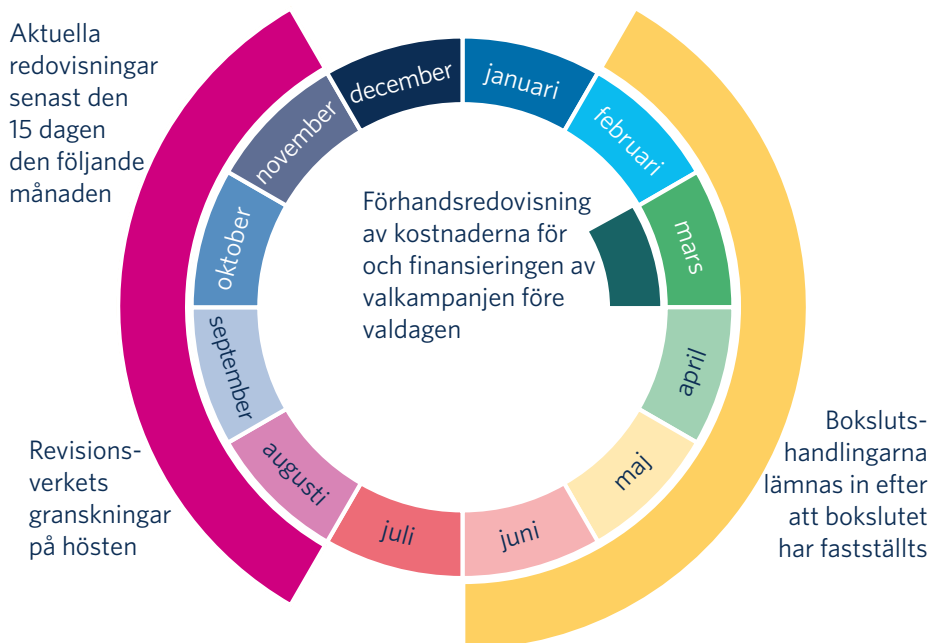 Aktuella
redovisningar
senast den
15 dagen
den följande
månaden
december
januari
februari
mars
april
maj
juni
juli
augusti
september
oktober
november
Förhandsredovisning
av kostnaderna för
och finansieringen av
valkampanjen före
valdagen
Revisions-
verkets
granskningar
på hösten
Boksluts-
handlingarna
lämnas in efter
att bokslutet
har fastställts